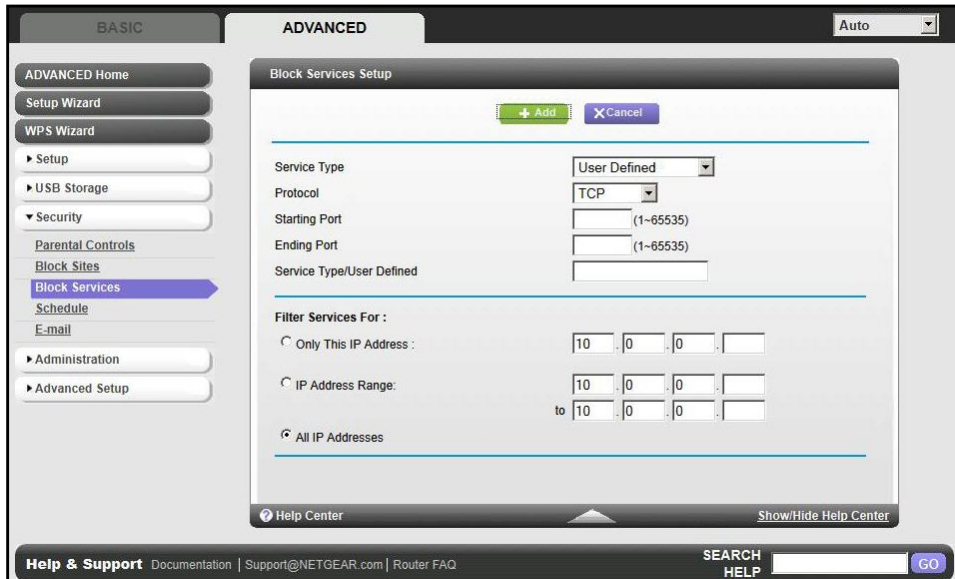 BASIC
ADVANCED
Auto
ADVANCED Home
Setup Wizard
WPS Wizard
Setup
USB Storage
Security
Parental Controls
Block Sites
Block Services
Schedule
E-mail
Administration
Advanced Setup
Block Services Setup
+ Add
X Cancel
Service Type
User Defined
Protocol
TCP
Starting Port
(1~65535)
Ending Port
(1~65535)
Service Type/User Defined
Filter Services For :
Only This IP Address : 10 . 0 . 0 .
IP Address Range: 10 . 0 . 0 .
to 10 . 0 . 0 .
All IP Addresses
? Help Center
Show/Hide Help Center
Help & Support Documentation | Support@NETGEAR.com | Router FAQ
SEARCH HELP
GO